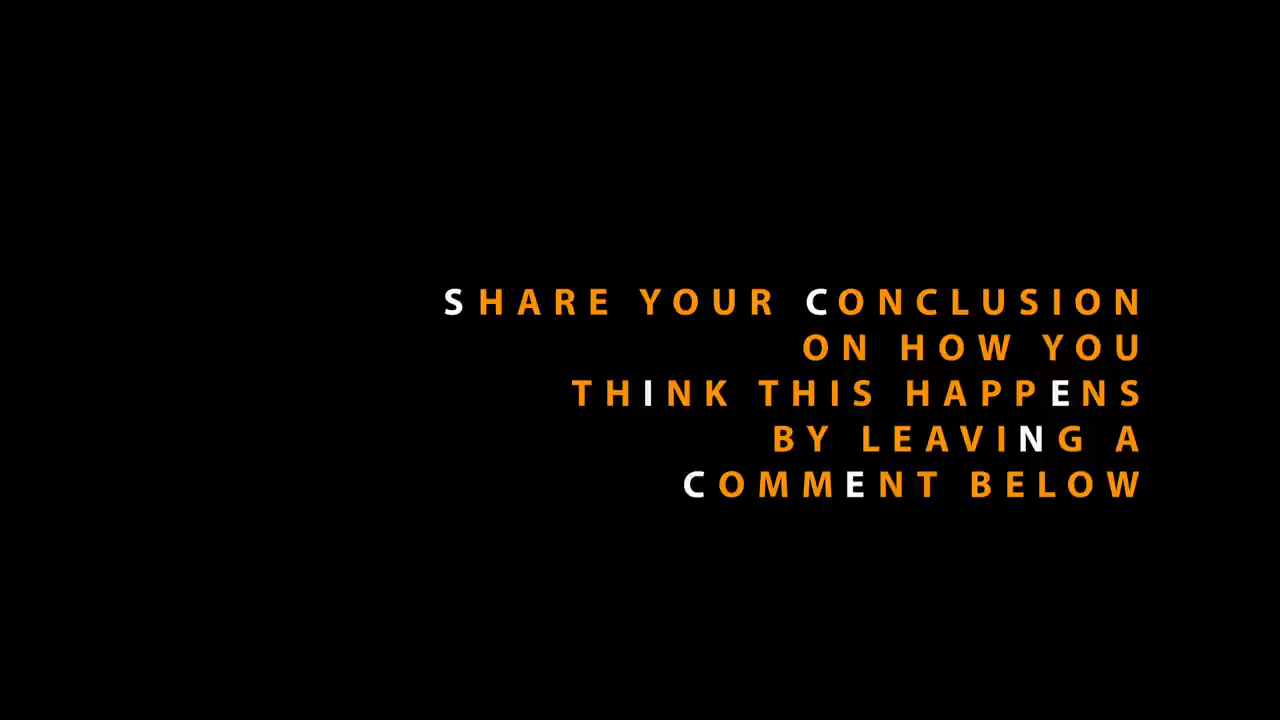 SHARE YOUR CONCLUSION
ON HOW YOU
THINK THIS HAPPENS
BY LEAVING A
COMMENT BELOW